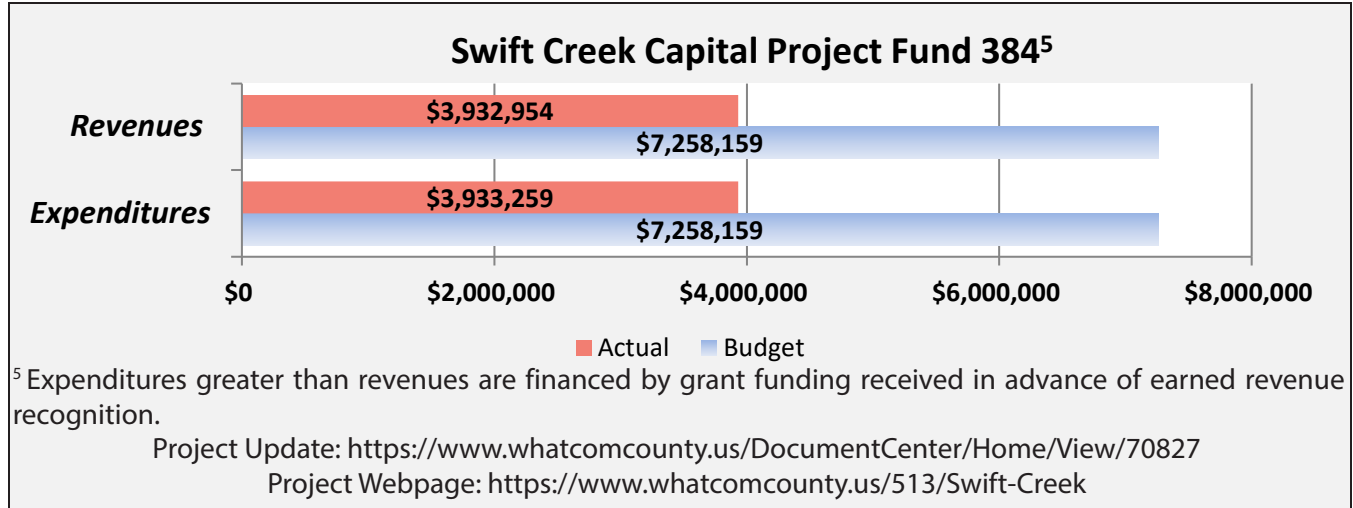 Swift Creek Capital Project Fund 384⁵
Revenues
$3,932,954
$7,258,159
Expenditures
$3,933,259
$7,258,159
$0 $2,000,000 $4,000,000 $6,000,000 $8,000,000
Actual Budget
⁵ Expenditures greater than revenues are financed by grant funding received in advance of earned revenue
recognition.
Project Update: https://www.whatcomcounty.us/DocumentCenter/Home/View/70827
Project Webpage: https://www.whatcomcounty.us/513/Swift-Creek